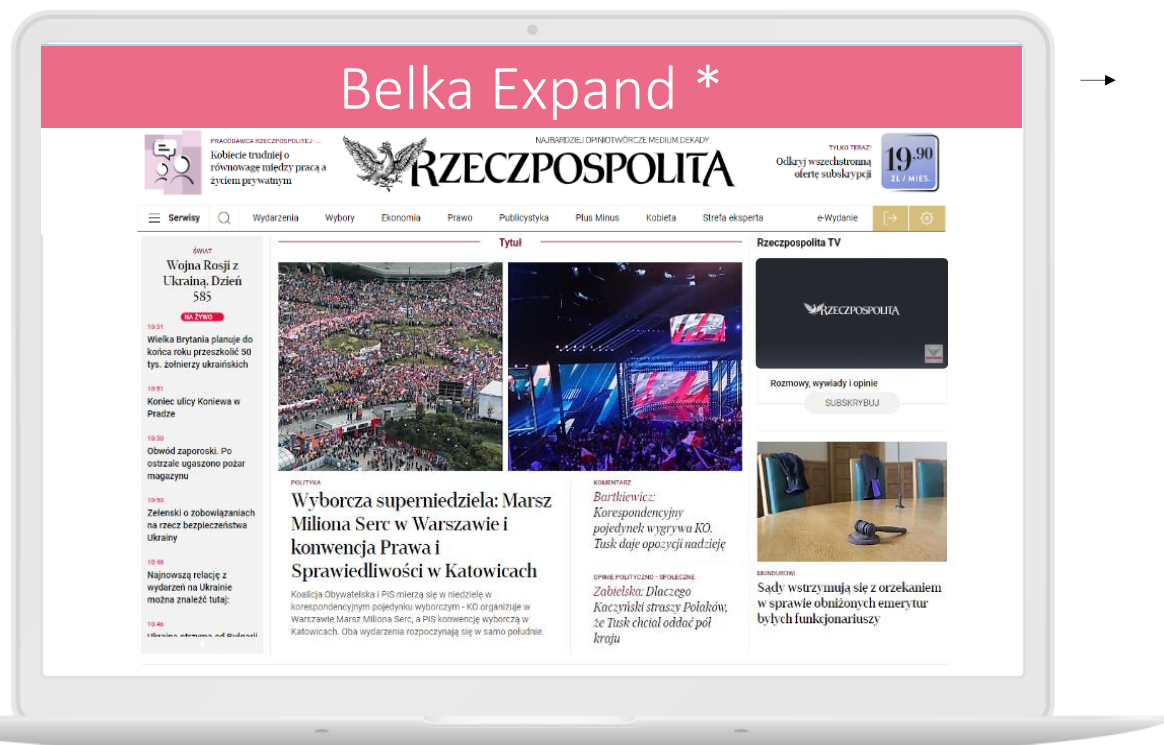 Belka Expand *
PRACODAWCA RZECZPOSPOLITEJ -...
Kobiecie trudniej o
równowagę między pracą a
życiem prywatnym
NAJBARDZIEJ OPINIOTWÓRCZE MEDIUM DEKADY
RZECZPOSPOLITA
TYLKO TERAZ!
Odkryj wszechstronną
ofertę subskrypcji
19,90
ZŁ / MIES.
Serwisy
Wydarzenia
Wybory
Ekonomia
Prawo
Publicystyka
Plus Minus
Kobieta
Strefa eksperta
e-Wydanie
ŚWIAT
Wojna Rosji z
Ukrainą. Dzień
585
NA ŻYWO
10:51
Wielka Brytania planuje do
końca roku przeszkolić 50
tys. żołnierzy ukraińskich
10:51
Koniec ulicy Koniewa w
Pradze
Obwód zaporoski. Po
ostrzale ugaszono pożar
magazynu
Zełenski o zobowiązaniach
na rzecz bezpieczeństwa
Ukrainy
10:46
Najnowszą relację z
wydarzeń na Ukrainie
można znaleźć tutaj:
10:46
Ukraina otrzyma od Bułgarii
Tytuł
POLITYKA
Wyborcza superniedziela: Marsz
Miliona Serc w Warszawie i
konwencja Prawa i
Sprawiedliwości w Katowicach
Koalicja Obywatelska i PiS mierzą się w niedzielę w
korespondencyjnym pojedynku wyborczym - KO organizuje w
Warszawie Marsz Miliona Serc, a PiS konwencję wyborczą w
Katowicach. Oba wydarzenia rozpoczynają się w samo południe.
KOMENTARZ
Bartkiewicz:
Korespondencyjny
pojedynek wygrywa KO.
Tusk daje opozycji nadzieję
OPINIE POLITYCZNO - SPOŁECZNE
Zabielska: Dlaczego
Kaczyński straszy Polaków,
że Tusk chciał oddać pół
kraju
Rzeczpospolita TV
RZECZPOSPOLITA
Rozmowy, wywiady i opinie
SUBSKRYBUJ
MUNDUROWI
Sądy wstrzymują się z orzekaniem
w sprawie obniżonych emerytur
byłych funkcjonariuszy